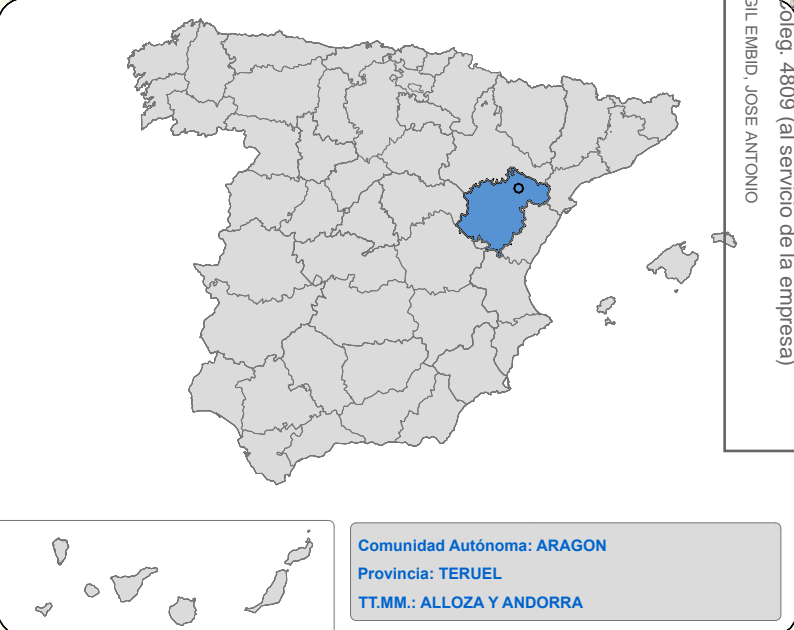 Coleg. 4809 (al servicio de la empresa)
GIL EMBID, JOSE ANTONIO
Comunidad Autónoma: ARAGON
Provincia: TERUEL
TT.MM.: ALLOZA Y ANDORRA